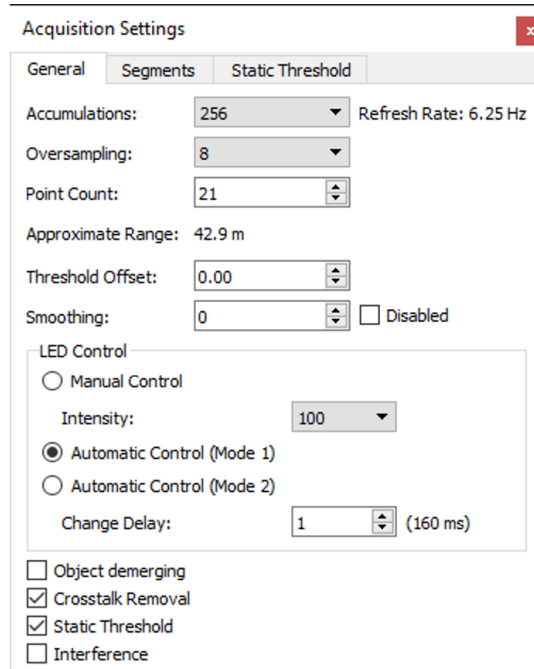 Acquisition Settings
x
General Segments Static Threshold
Accumulations: 256 Refresh Rate: 6.25 Hz
Oversampling: 8
Point Count: 21
Approximate Range: 42.9 m
Threshold Offset: 0.00
Smoothing: 0 Disabled
LED Control
Manual Control
Intensity: 100
Automatic Control (Mode 1)
Automatic Control (Mode 2)
Change Delay: 1 (160 ms)
Object demerging
Crosstalk Removal
Static Threshold
Interference